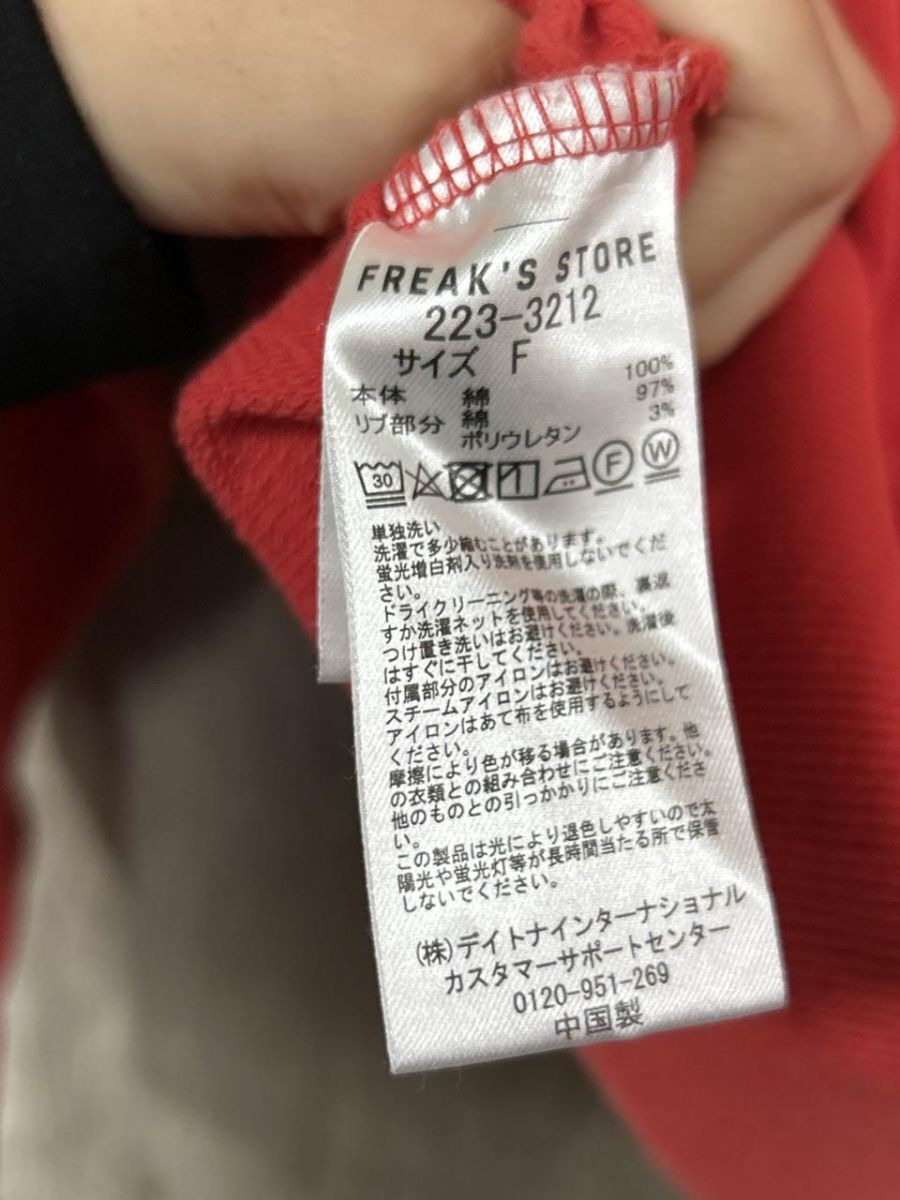 FREAK'S STORE
223-3212
サイズ F
本体 綿 100%
リブ部分 綿 97%
ポリウレタン 3%
30 F W
単独洗い
洗濯で多少縮むことがあります。
蛍光増白剤入り洗剤を使用しないでくだ
さい。
ドライクリーニング等の洗濯の際、裏返
すか洗濯ネットを使用してください。
つけ置き洗いはお避けください。洗濯後
はすぐに干してください。
付属部分のアイロンはお避けください。
スチームアイロンはお避けください。
アイロンはあて布を使用するようにして
ください。
摩擦により色が移る場合があります。他
の衣類との組み合わせにご注意ください。
他のものとの引っかかりにご注意くださ
い。
この製品は光により退色しやすいので太
陽光や蛍光灯等が長時間当たる所で保管
しないでください。
(株)デイトナインターナショナル
カスタマーサポートセンター
0120-951-269
中国製